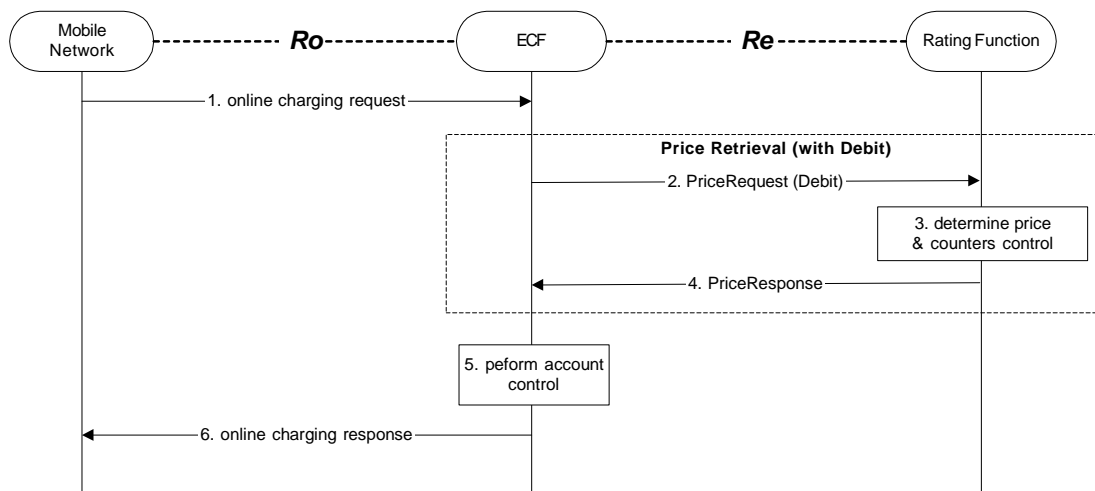 Mobile
Network
Ro
ECF
Re
Rating Function
1. online charging request
Price Retrieval (with Debit)
2. PriceRequest (Debit)
3. determine price
& counters control
4. PriceResponse
5. peform account
control
6. online charging response